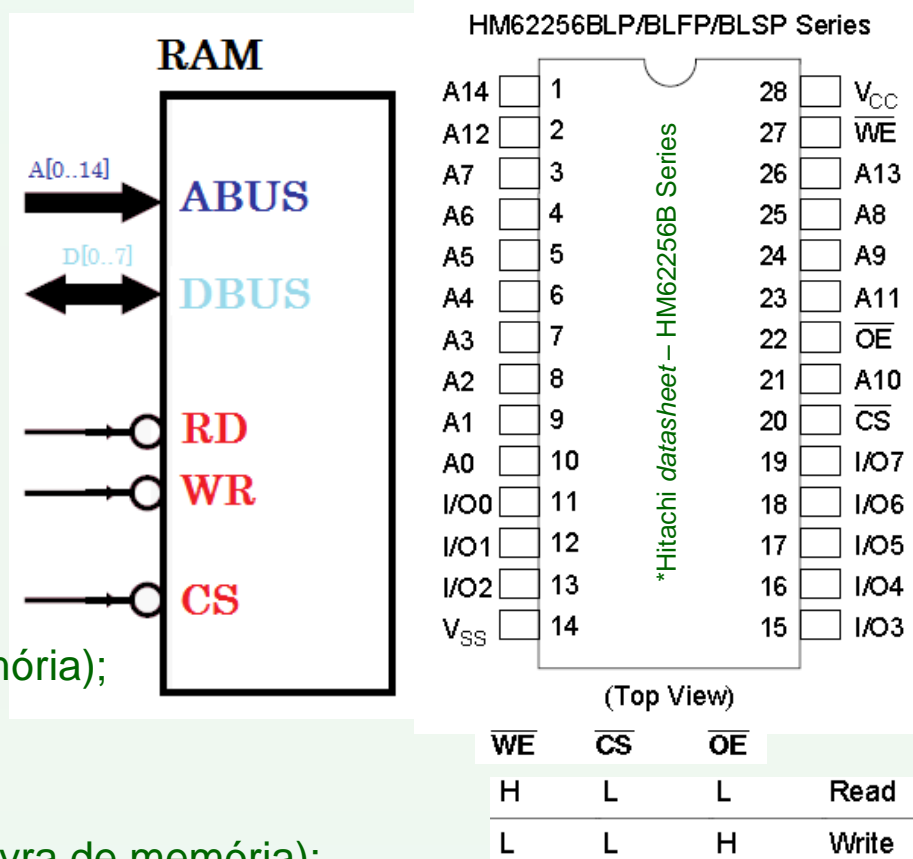 RAM
A[0..14]
ABUS
D[0..7]
DBUS
RD
WR
CS
mória);
vra de memória);
HM62256BLP/BLFP/BLSP Series
A14 1 28 VCC
A12 2 27 WE
A7 3 26 A13
A6 4 25 A8
A5 5 24 A9
A4 6 23 A11
A3 7 22 OE
A2 8 21 A10
A1 9 20 CS
A0 10 19 I/O7
I/O0 11 18 I/O6
I/O1 12 17 I/O5
I/O2 13 16 I/O4
VSS 14 15 I/O3
*Hitachi datasheet – HM62256B Series
(Top View)
WE CS OE
H L L Read
L L H Write